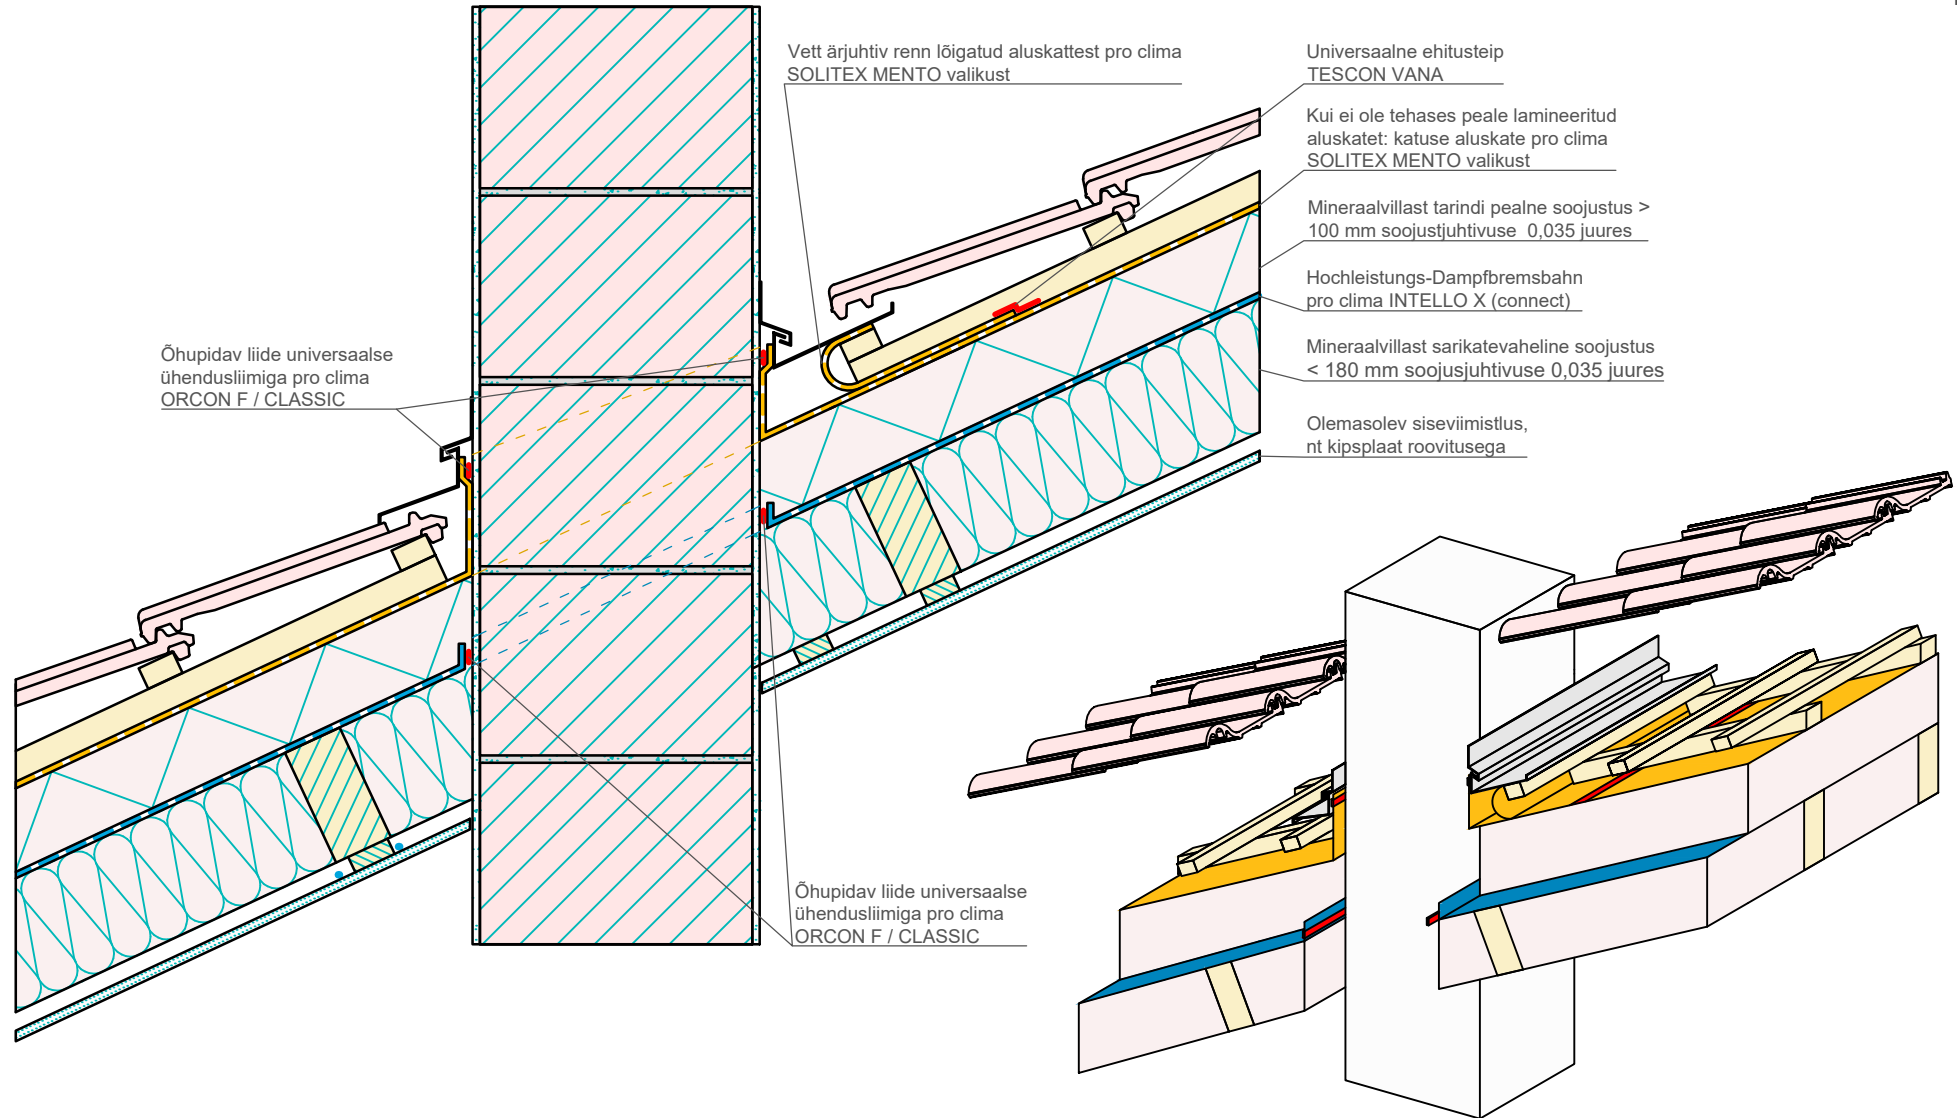 Vett ärjuhtiv renn lõigatud aluskattest pro clima
SOLITEX MENTO valikust
Universaalne ehitusteip
TESCON VANA
Kui ei ole tehases peale lamineeritud
aluskatet: katuse aluskate pro clima
SOLITEX MENTO valikust
Mineraalvillast tarindi pealne soojustus >
100 mm soojustjuhtivuse 0,035 juures
Hochleistungs-Dampfbremsbahn
pro clima INTELLO X (connect)
Mineraalvillast sarikatevaheline soojustus
< 180 mm soojusjuhtivuse 0,035 juures
Olemasolev siseviimistlus,
nt kipsplaat roovitusega
Õhupidav liide universaalse
ühendusliimiga pro clima
ORCON F / CLASSIC
Õhupidav liide universaalse
ühendusliimiga pro clima
ORCON F / CLASSIC